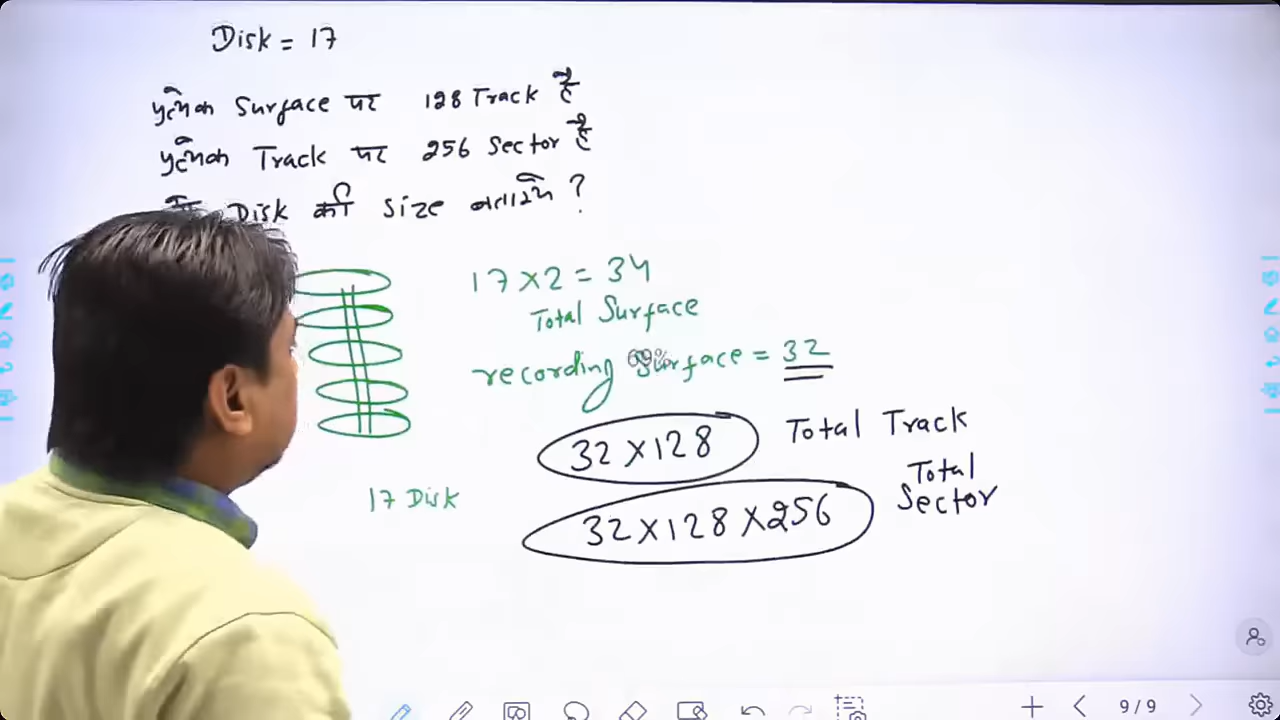 Disk = 17
प्रत्येक Surface पर 128 Track है
प्रत्येक Track पर 256 Sector है
Disk की Size बताये ?
17 × 2 = 34
Total Surface
recording Surface = 32
32 × 128 Total Track
32 × 128 × 256 Total Sector
17 Disk
9/9